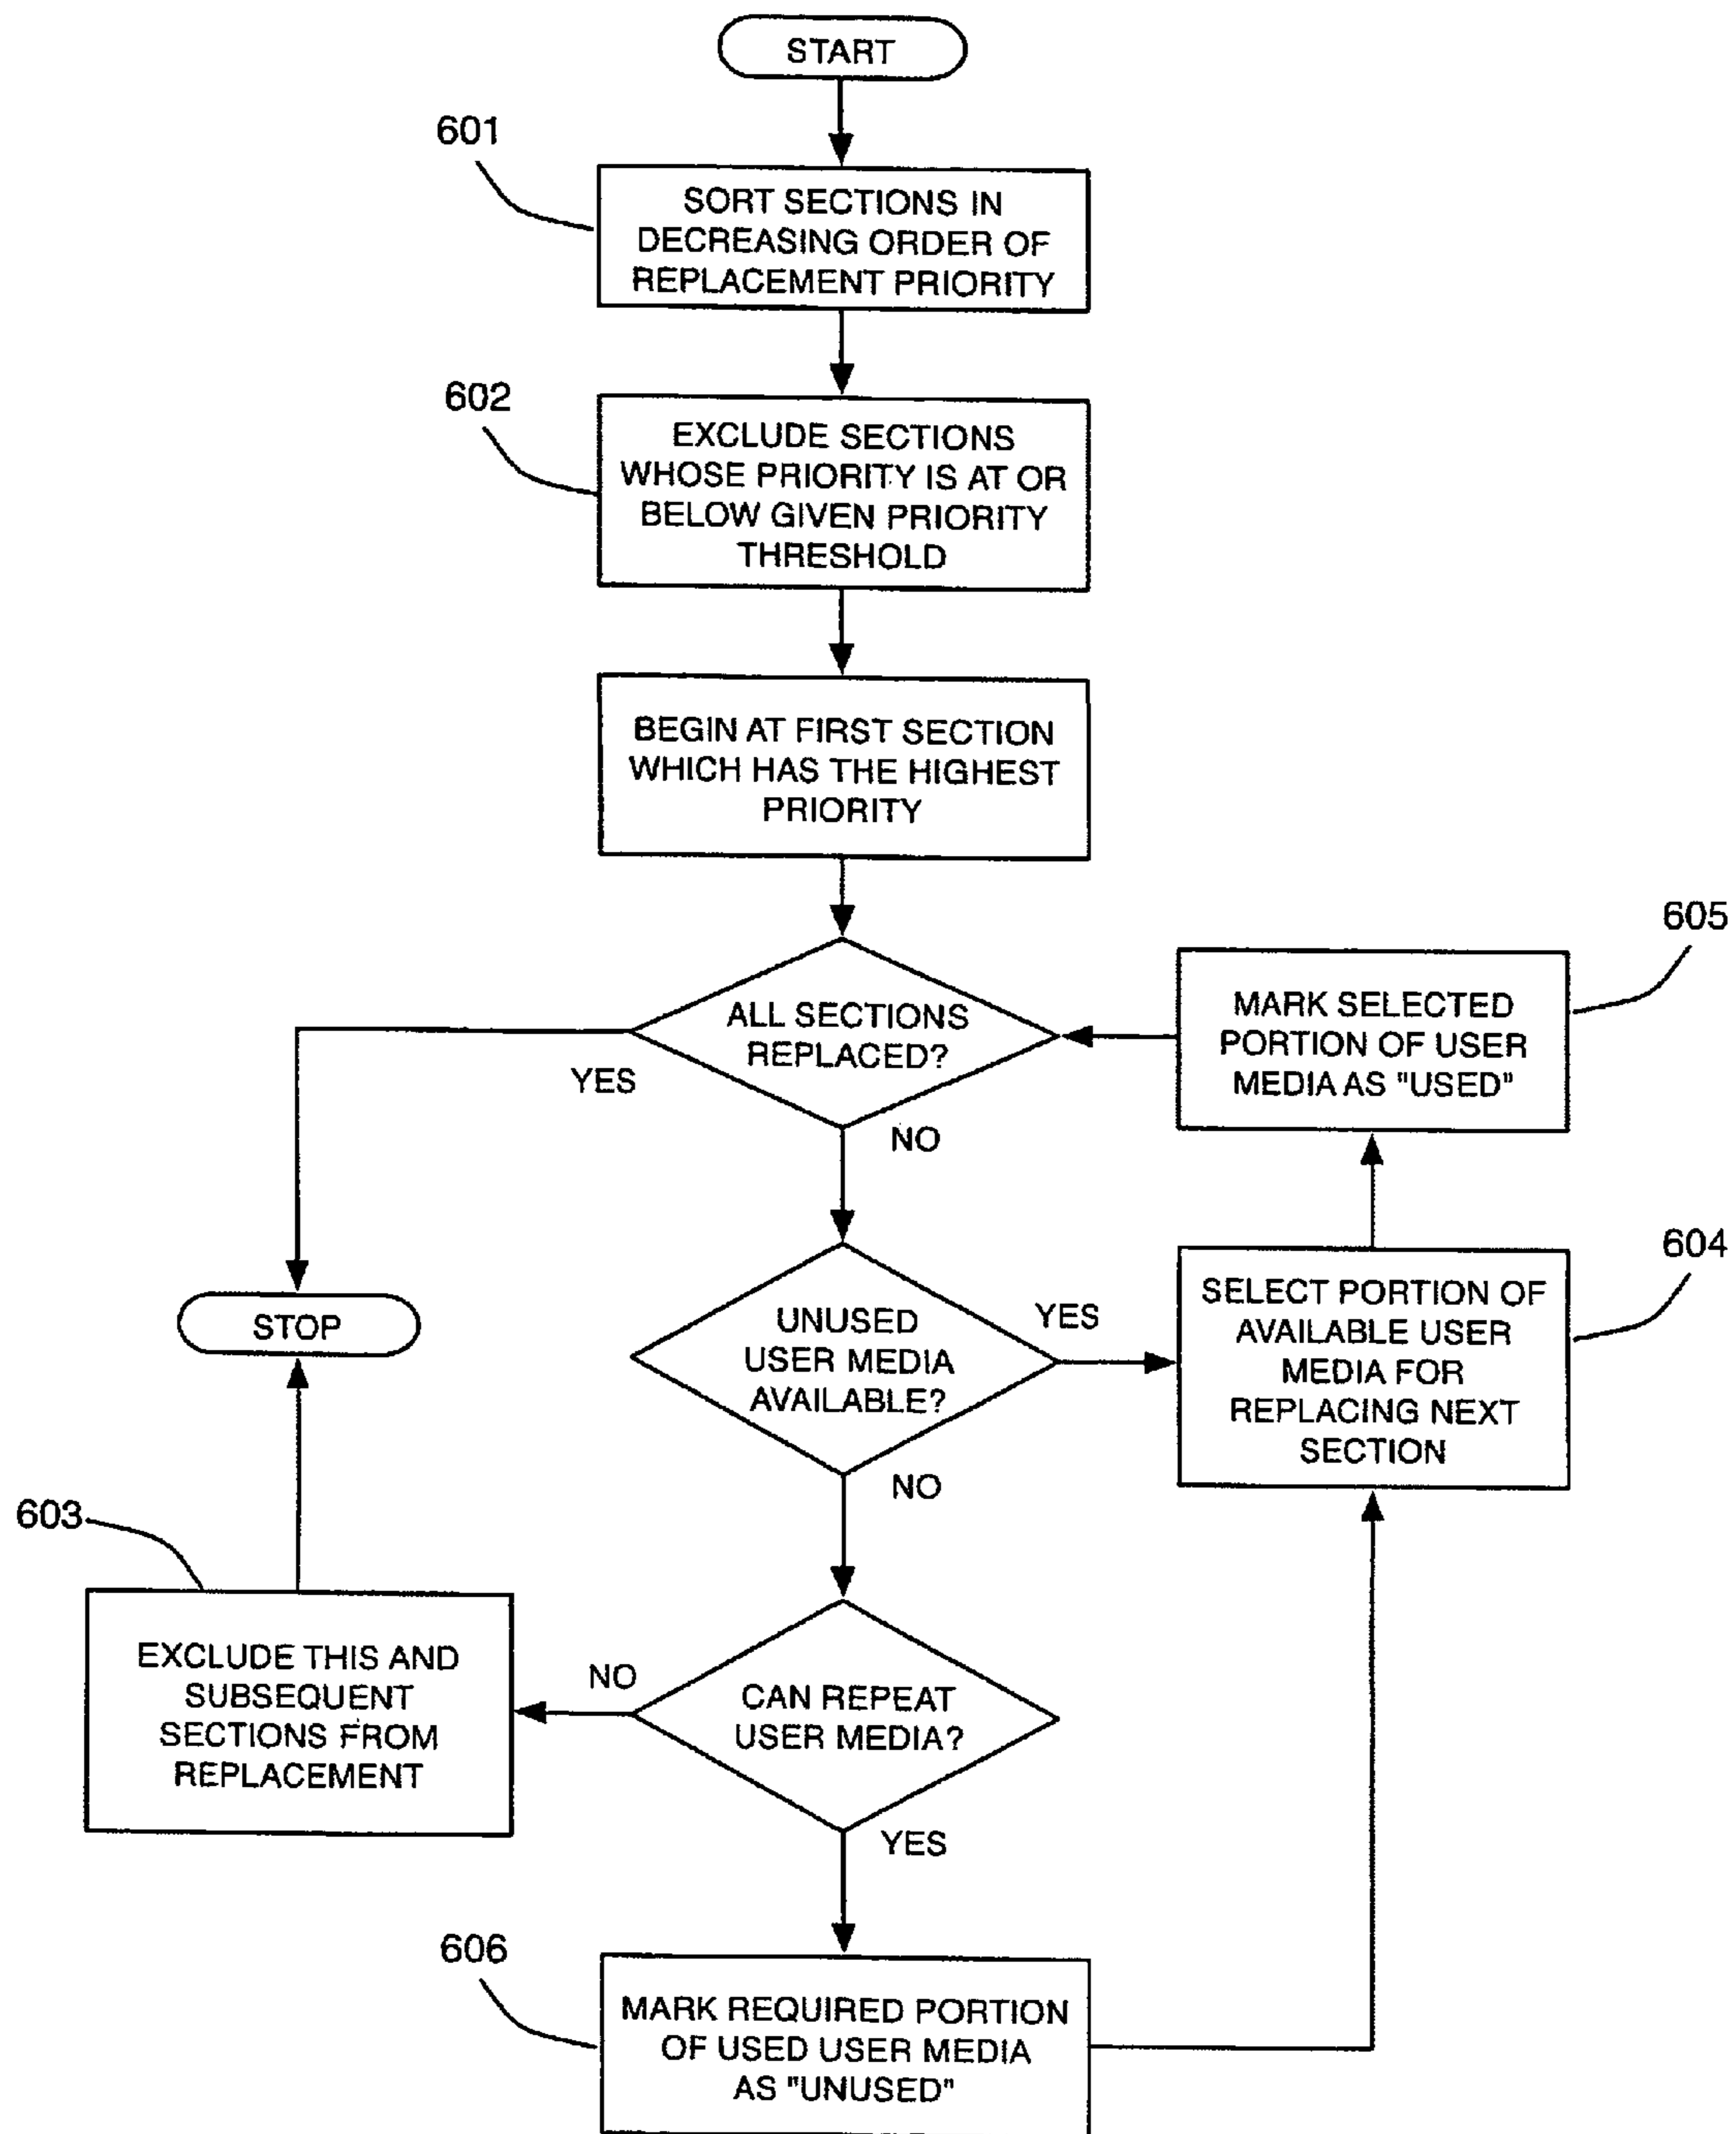 START
601
SORT SECTIONS IN
DECREASING ORDER OF
REPLACEMENT PRIORITY
602
EXCLUDE SECTIONS
WHOSE PRIORITY IS AT OR
BELOW GIVEN PRIORITY
THRESHOLD
BEGIN AT FIRST SECTION
WHICH HAS THE HIGHEST
PRIORITY
ALL SECTIONS
REPLACED?
YES
NO
605
MARK SELECTED
PORTION OF USER
MEDIA AS "USED"
STOP
UNUSED
USER MEDIA
AVAILABLE?
YES
NO
604
SELECT PORTION OF
AVAILABLE USER
MEDIA FOR
REPLACING NEXT
SECTION
603
EXCLUDE THIS AND
SUBSEQUENT
SECTIONS FROM
REPLACEMENT
NO
CAN REPEAT
USER MEDIA?
YES
606
MARK REQUIRED PORTION
OF USED USER MEDIA
AS "UNUSED"